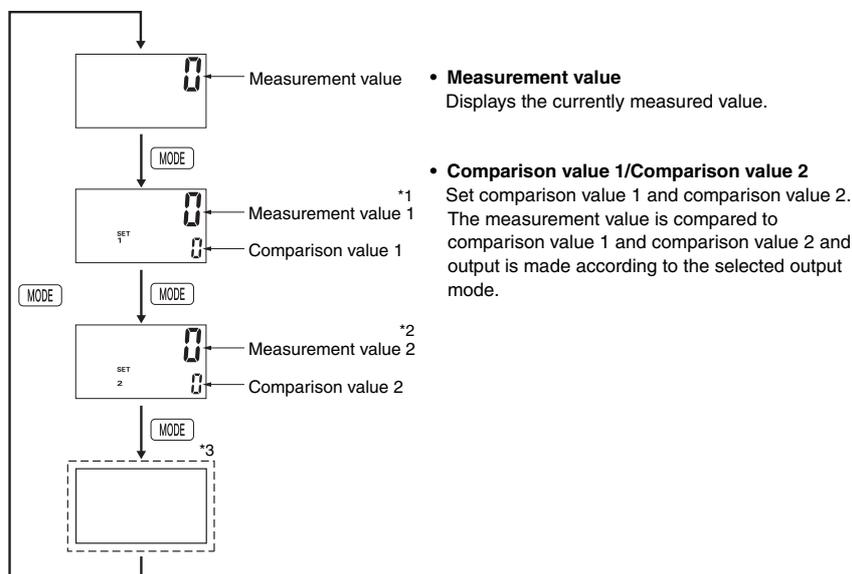 0
Measurement value
MODE
*1
0
Measurement value 1
SET
1
0
Comparison value 1
MODE
MODE
*2
0
Measurement value 2
SET
2
0
Comparison value 2
MODE
*3
• Measurement value
Displays the currently measured value.
• Comparison value 1/Comparison value 2
Set comparison value 1 and comparison value 2.
The measurement value is compared to
comparison value 1 and comparison value 2 and
output is made according to the selected output
mode.